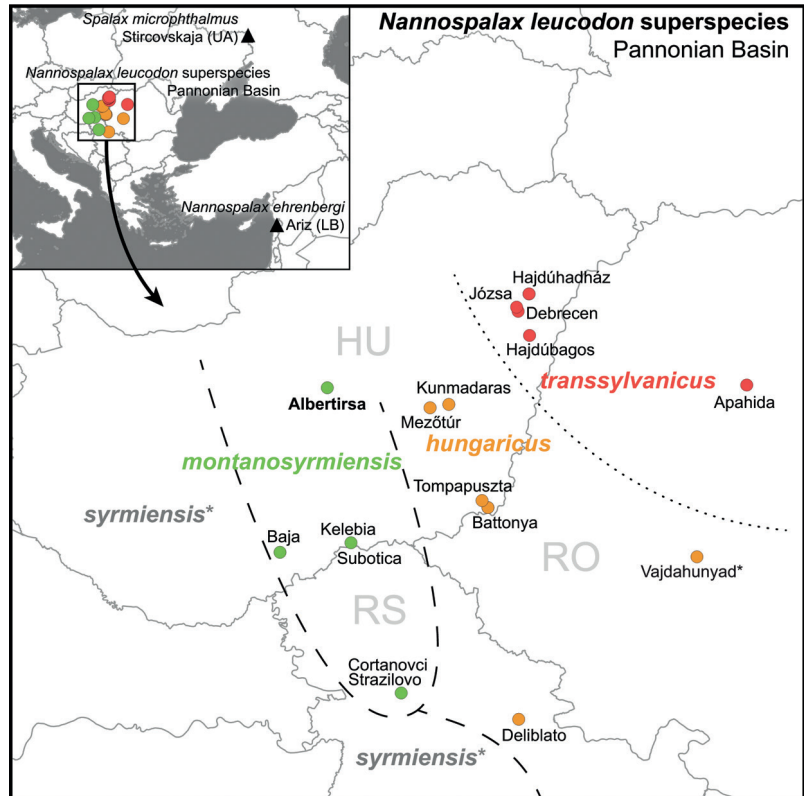 Nannospalax leucodon superspecies
Pannonian Basin
Spalax microphthalmus
Stircovskaja (UA)
Nannospalax leucodon superspecies
Pannonian Basin
Nannospalax ehrenbergi
Ariz (LB)
Hajdúhadház
Józsa
Debrecen
Hajdúbagos
HU
transsylvanicus
Apahida
Kunmadaras
Albertirsa
Mezőtúr
hungaricus
montanosyrmiensis
Tompapuszta
syrmiensis*
Battonya
Baja
Kelebia
Subotica
RO
Vajdahunyad*
RS
Cortanovci
Strazilovo
Deliblato
syrmiensis*